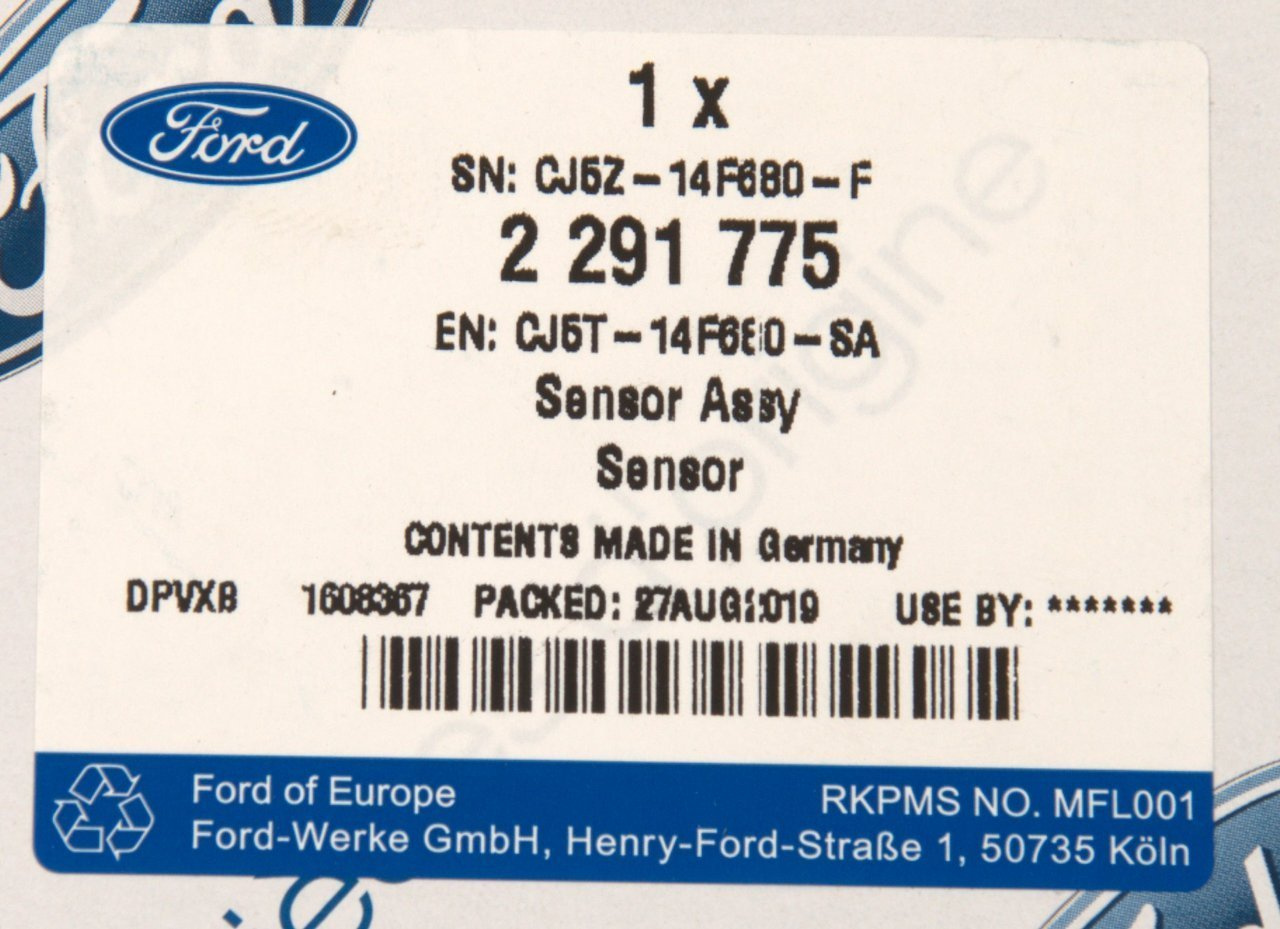 Ford
1 x
SN: CJ5Z-14F680-F
2 291 775
EN: CJ5T-14F680-SA
Sensor Assy
Sensor
CONTENTS MADE IN Germany
DPVXB 1608367 PACKED: 27AUG2019 USE BY: *******
Ford of Europe
RKPMS NO. MFL001
Ford-Werke GmbH, Henry-Ford-Straße 1, 50735 Köln